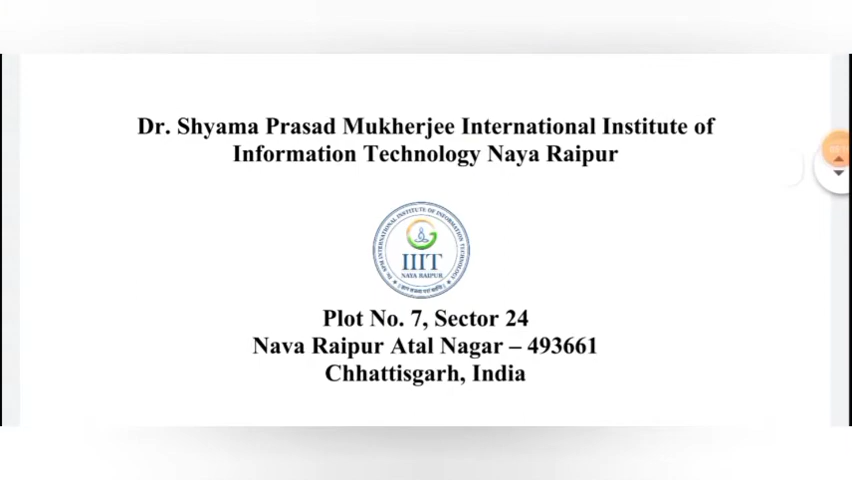 Dr. Shyama Prasad Mukherjee International Institute of
Information Technology Naya Raipur
IIIT
NAYA RAIPUR
Plot No. 7, Sector 24
Nava Raipur Atal Nagar – 493661
Chhattisgarh, India